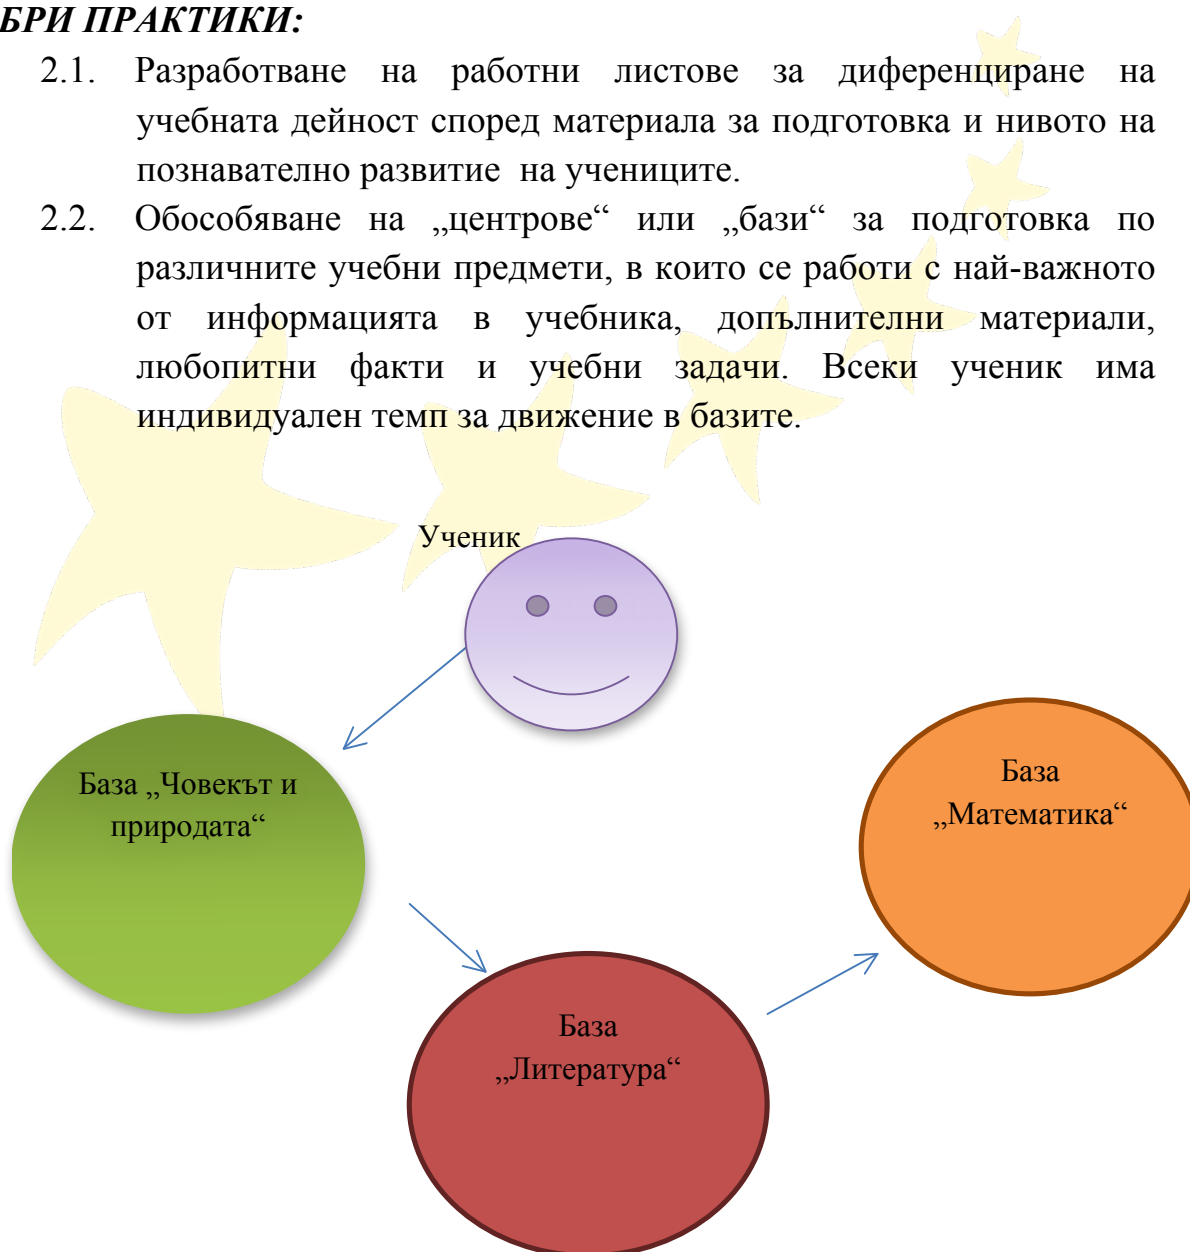 БРИ ПРАКТИКИ:
2.1. Разработване на работни листове за диференциране на
учебната дейност според материала за подготовка и нивото на
познавателно развитие на учениците.
2.2. Обособяване на „центрове“ или „бази“ за подготовка по
различните учебни предмети, в които се работи с най-важното
от информацията в учебника, допълнителни материали,
любопитни факти и учебни задачи. Всеки ученик има
индивидуален темп за движение в базите.
Ученик
База „Човекът и
природата“
База
„Математика“
База
„Литература“